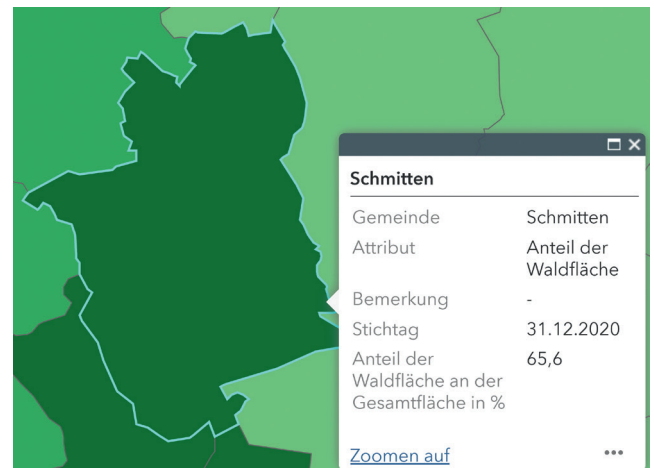 Schmitten
Gemeinde Schmitten
Attribut Anteil der
Waldfläche
Bemerkung -
Stichtag 31.12.2020
Anteil der 65,6
Waldfläche an der
Gesamtfläche in %
Zoomen auf